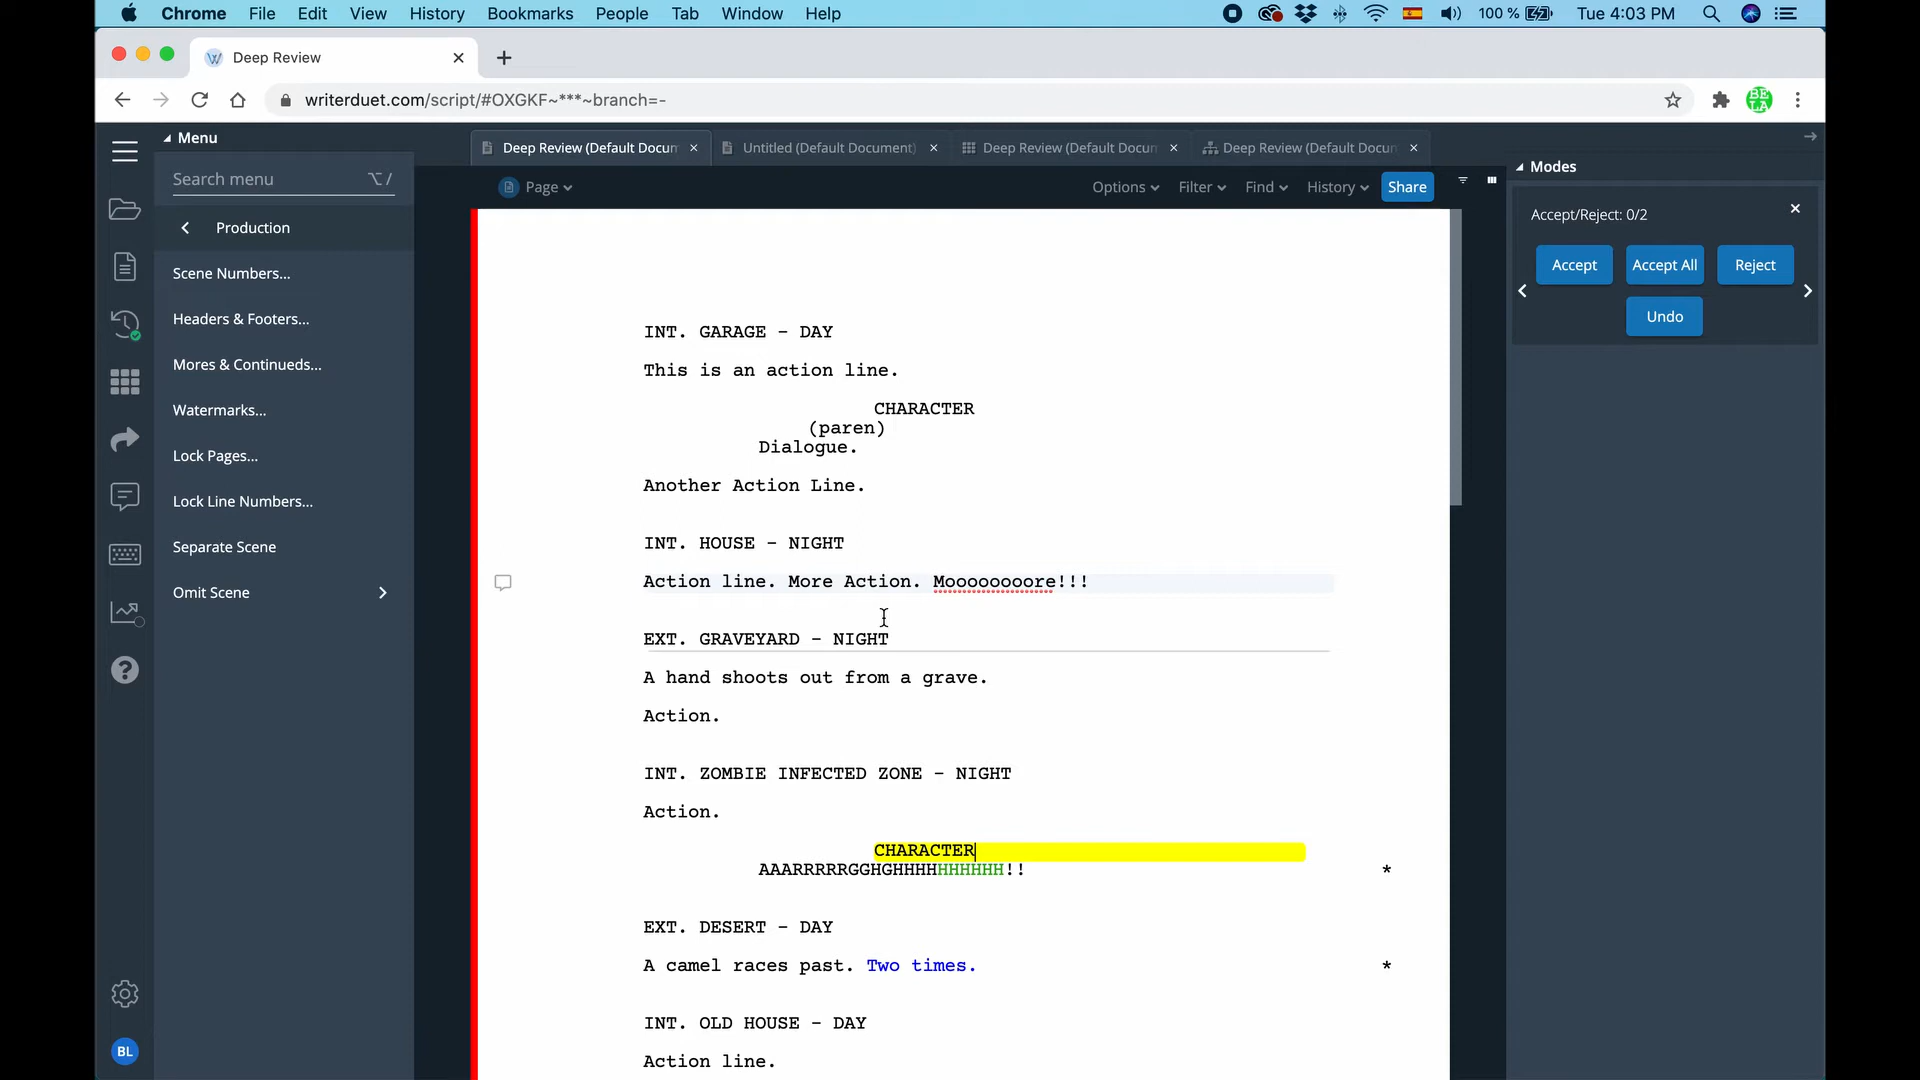 Chrome File Edit View History Bookmarks People Tab Window Help 100 % Tue 4:03 PM
Deep Review
writerduet.com/script/#OXGKF~***~branch=-
BE
LA
Menu
Deep Review (Default Docum
Untitled (Default Document)
Deep Review (Default Docun
Deep Review (Default Docun
Search menu
Page
Options
Filter
Find
History
Share
Modes
Accept/Reject: 0/2
Accept
Accept All
Reject
Undo
Production
Scene Numbers...
Headers & Footers...
Mores & Continueds...
Watermarks...
Lock Pages...
Lock Line Numbers...
Separate Scene
Omit Scene
BL
INT. GARAGE - DAY
This is an action line.
CHARACTER
(paren)
Dialogue.
Another Action Line.
INT. HOUSE - NIGHT
Action line. More Action. Moooooooore!!!
EXT. GRAVEYARD - NIGHT
A hand shoots out from a grave.
Action.
INT. ZOMBIE INFECTED ZONE - NIGHT
Action.
CHARACTER
AAARRRRRGGHGHHHHHHHHHH!! *
EXT. DESERT - DAY
A camel races past. Two times. *
INT. OLD HOUSE - DAY
Action line.